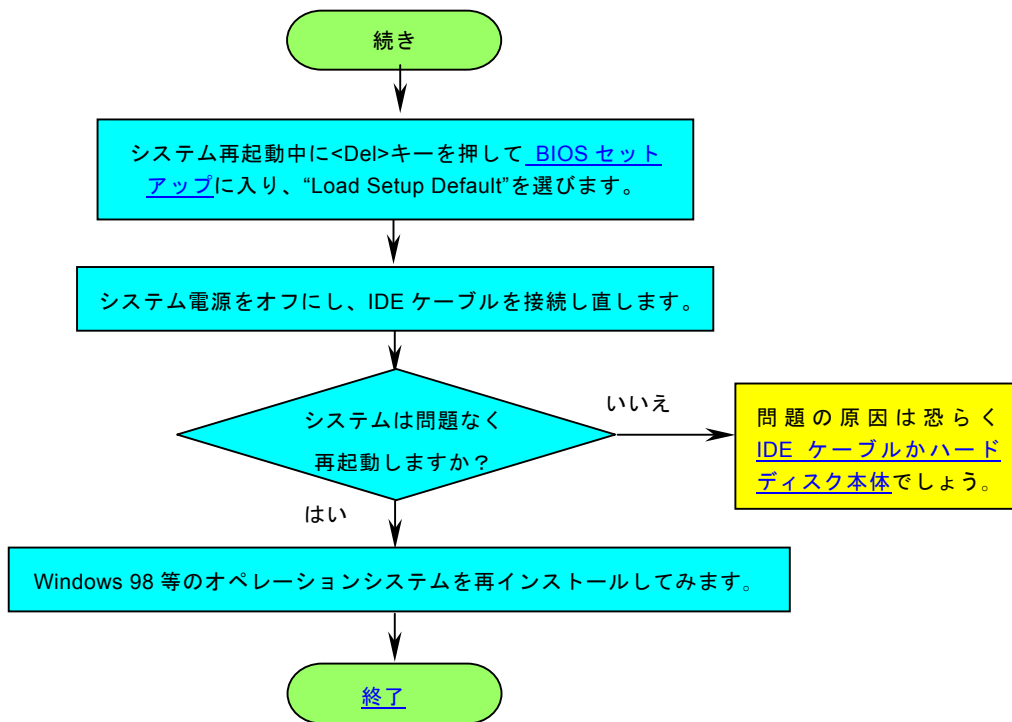 続き
システム再起動中に<Del>キーを押して BIOS セット
アップに入り、“Load Setup Default”を選びます。
システム電源をオフにし、IDE ケーブルを接続し直します。
システムは問題なく
再起動しますか？
いいえ
問題の原因は恐らく
IDE ケーブルかハード
ディスク本体でしょう。
はい
Windows 98 等のオペレーションシステムを再インストールしてみます。
終了